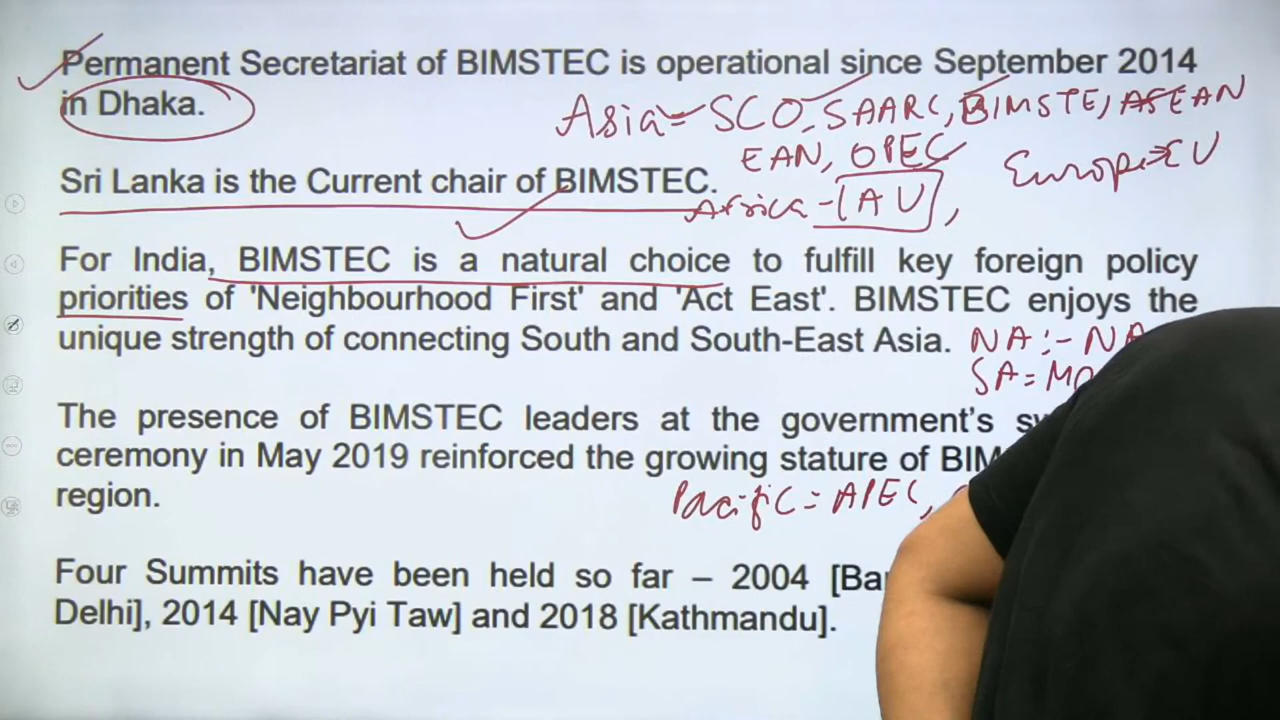 Permanent Secretariat of BIMSTEC is operational since September 2014
in Dhaka.
Asia = SCO, SAARC, BIMSTE, ASEAN
EAN, OPEC
Europe = EU
Sri Lanka is the Current chair of BIMSTEC.
Africa - [AU],
For India, BIMSTEC is a natural choice to fulfill key foreign policy
priorities of 'Neighbourhood First' and 'Act East'. BIMSTEC enjoys the
unique strength of connecting South and South-East Asia.
NA :- NA
SA =
The presence of BIMSTEC leaders at the government's
ceremony in May 2019 reinforced the growing stature of
region.
Pacific = APEC,
Four Summits have been held so far – 2004
Delhi], 2014 [Nay Pyi Taw] and 2018 [Kathmandu].